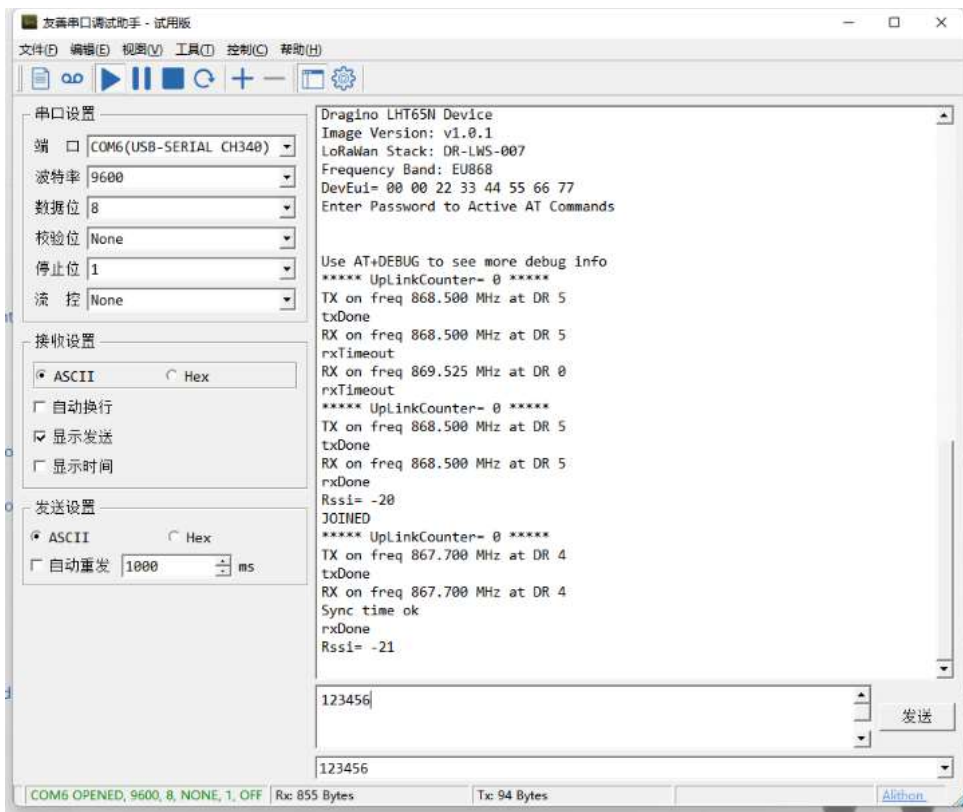 友善串口调试助手 - 试用版
文件(F) 编辑(E) 视图(V) 工具(T) 控制(C) 帮助(H)
串口设置
端 口 COM6(USB-SERIAL CH340)
波特率 9600
数据位 8
校验位 None
停止位 1
流 控 None
接收设置
ASCII Hex
自动换行
显示发送
显示时间
发送设置
ASCII Hex
自动重发 1000 ms
Dragino LHT65N Device
Image Version: v1.0.1
LoRaWan Stack: DR-LWS-007
Frequency Band: EU868
DevEui= 00 00 22 33 44 55 66 77
Enter Password to Active AT Commands
Use AT+DEBUG to see more debug info
***** UpLinkCounter= 0 *****
TX on freq 868.500 MHz at DR 5
txDone
RX on freq 868.500 MHz at DR 5
rxTimeout
RX on freq 869.525 MHz at DR 0
rxTimeout
***** UpLinkCounter= 0 *****
TX on freq 868.500 MHz at DR 5
txDone
RX on freq 868.500 MHz at DR 5
rxDone
Rssi= -20
JOINED
***** UpLinkCounter= 0 *****
TX on freq 867.700 MHz at DR 4
txDone
RX on freq 867.700 MHz at DR 4
Sync time ok
rxDone
Rssi= -21
123456
发送
123456
COM6 OPENED, 9600, 8, NONE, 1, OFF Rx: 855 Bytes Tx: 94 Bytes Alithon